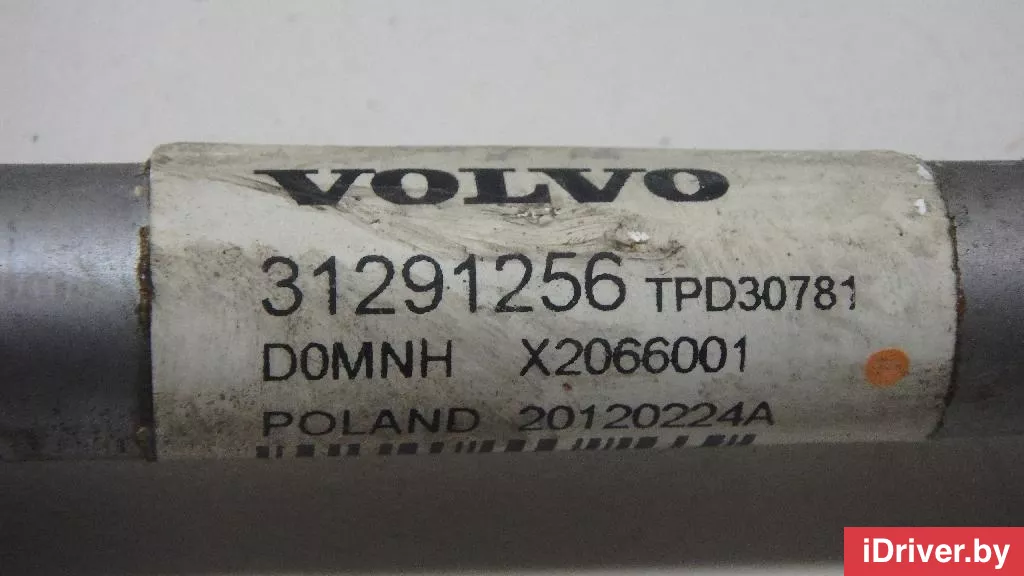 VOLVO
31291256 TPD30781
D0MNH X2066001
POLAND 20120224A
iDriver.by